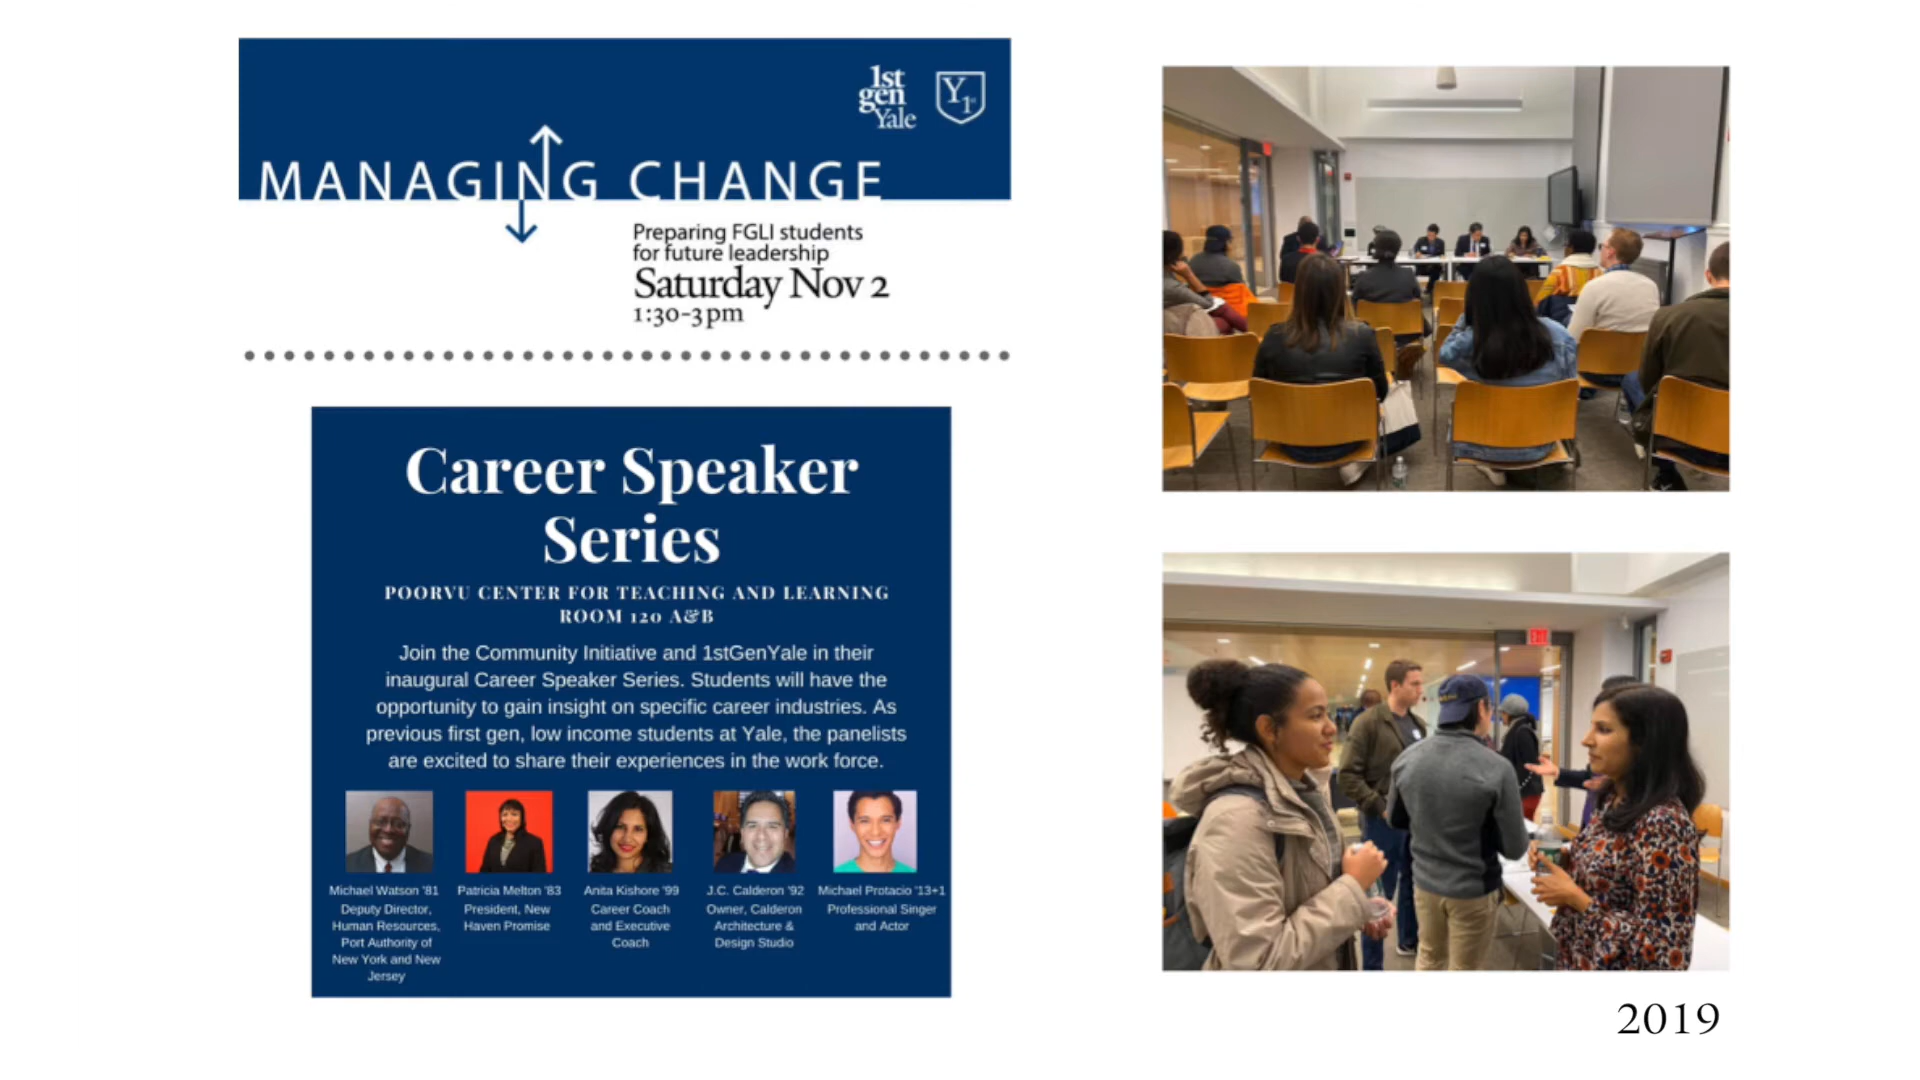 1st
gen
Yale
Y1st
MANAGING CHANGE
Preparing FGLI students
for future leadership
Saturday Nov 2
1:30-3pm
Career Speaker
Series
POORVU CENTER FOR TEACHING AND LEARNING
ROOM 120 A&B
Join the Community Initiative and 1stGenYale in their
inaugural Career Speaker Series. Students will have the
opportunity to gain insight on specific career industries. As
previous first gen, low income students at Yale, the panelists
are excited to share their experiences in the work force.
Michael Watson '81
Deputy Director,
Human Resources,
Port Authority of
New York and New
Jersey
Patricia Melton '83
President, New
Haven Promise
Anita Kishore '99
Career Coach
and Executive
Coach
J.C. Calderon '92
Owner, Calderon
Architecture &
Design Studio
Michael Protacio '13+1
Professional Singer
and Actor
EXIT
2019